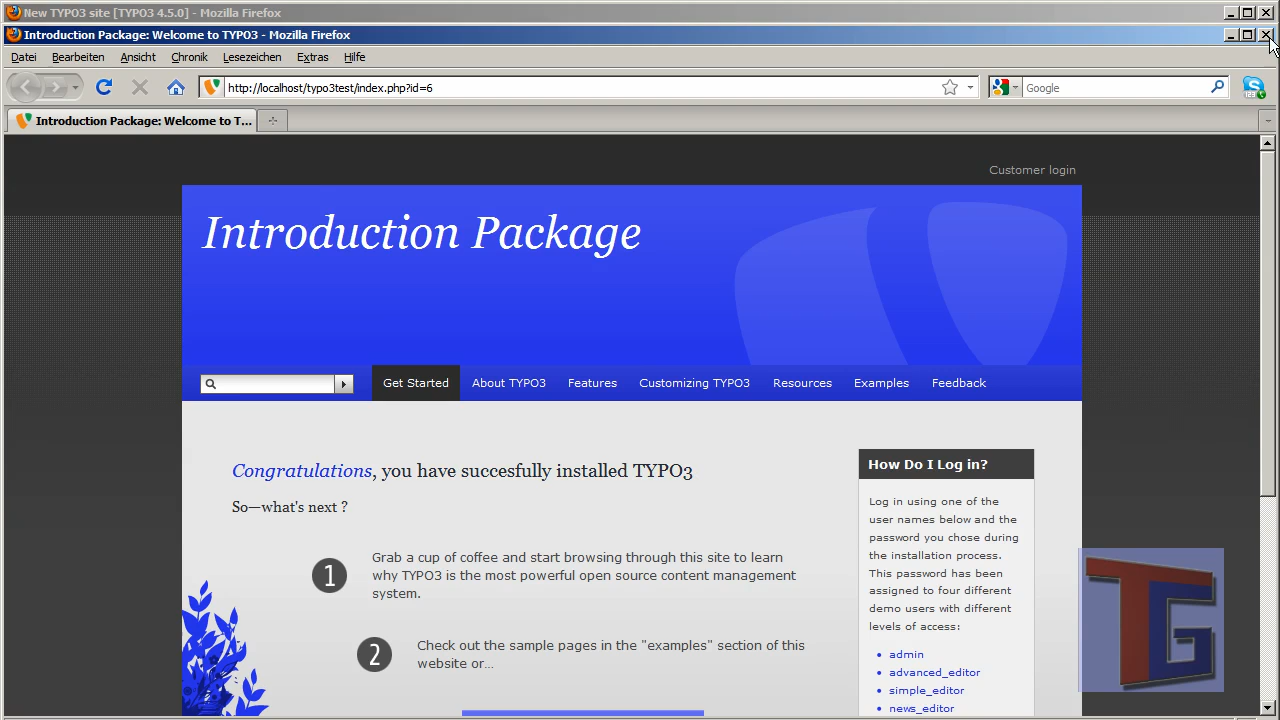 New TYPO3 site [TYPO3 4.5.0] - Mozilla Firefox
Introduction Package: Welcome to TYPO3 - Mozilla Firefox
Datei Bearbeiten Ansicht Chronik Lesezeichen Extras Hilfe
http://localhost/typo3test/index.php?id=6
Google
Introduction Package: Welcome to T...
Customer login
Introduction Package
Get Started About TYPO3 Features Customizing TYPO3 Resources Examples Feedback
Congratulations, you have succesfully installed TYPO3
So—what's next ?
1
Grab a cup of coffee and start browsing through this site to learn
why TYPO3 is the most powerful open source content management
system.
2
Check out the sample pages in the "examples" section of this
website or...
How Do I Log in?
Log in using one of the
user names below and the
password you chose during
the installation process.
This password has been
assigned to four different
demo users with different
levels of access:
admin
advanced_editor
simple_editor
news_editor
TG